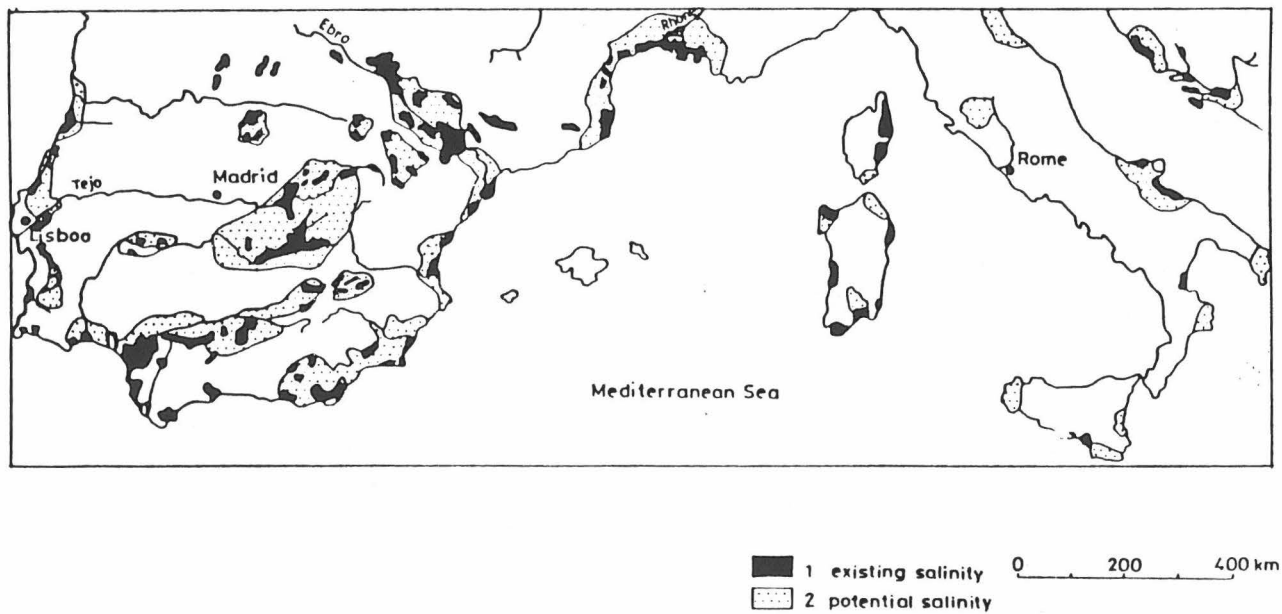 Ebro
Rhone
Madrid
Tejo
Lisboa
Rome
Mediterranean Sea
1 existing salinity
2 potential salinity
0 200 400 km